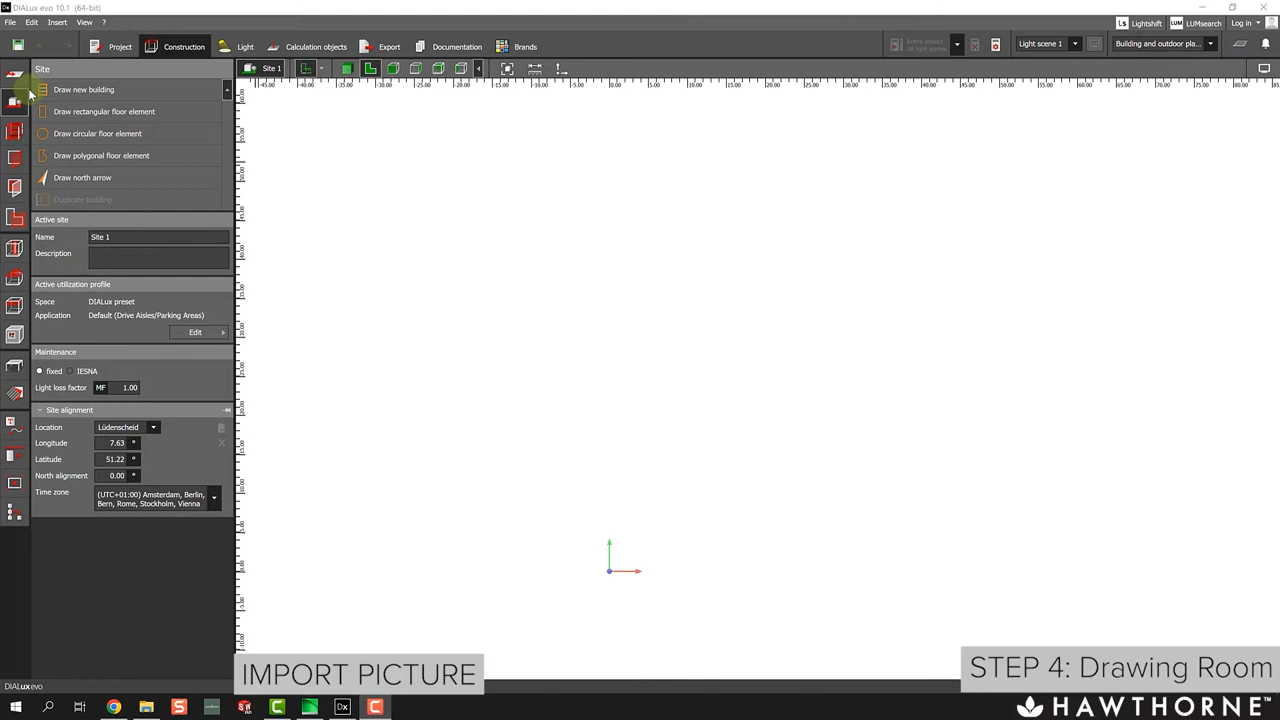 DIALux evo 10.1 (64-bit)
File Edit Insert View ?
Lightshift LUMsearch Log in
Project Construction Light Calculation objects Export Documentation Brands
Light scene 1 Building and outdoor pla...
Site
Site 1
Draw new building
Draw rectangular floor element
Draw circular floor element
Draw polygonal floor element
Draw north arrow
Duplicate building
Active site
Name Site 1
Description
Active utilization profile
Space DIALux preset
Application Default (Drive Aisles/Parking Areas)
Edit
Maintenance
fixed IESNA
Light loss factor MF 1.00
Site alignment
Location Lüdenscheid
Longitude 7.63 °
Latitude 51.22 °
North alignment 0.00 °
Time zone (UTC+01:00) Amsterdam, Berlin,
Bern, Rome, Stockholm, Vienna
IMPORT PICTURE
STEP 4: Drawing Room
DIALux evo
HAWTHORNE